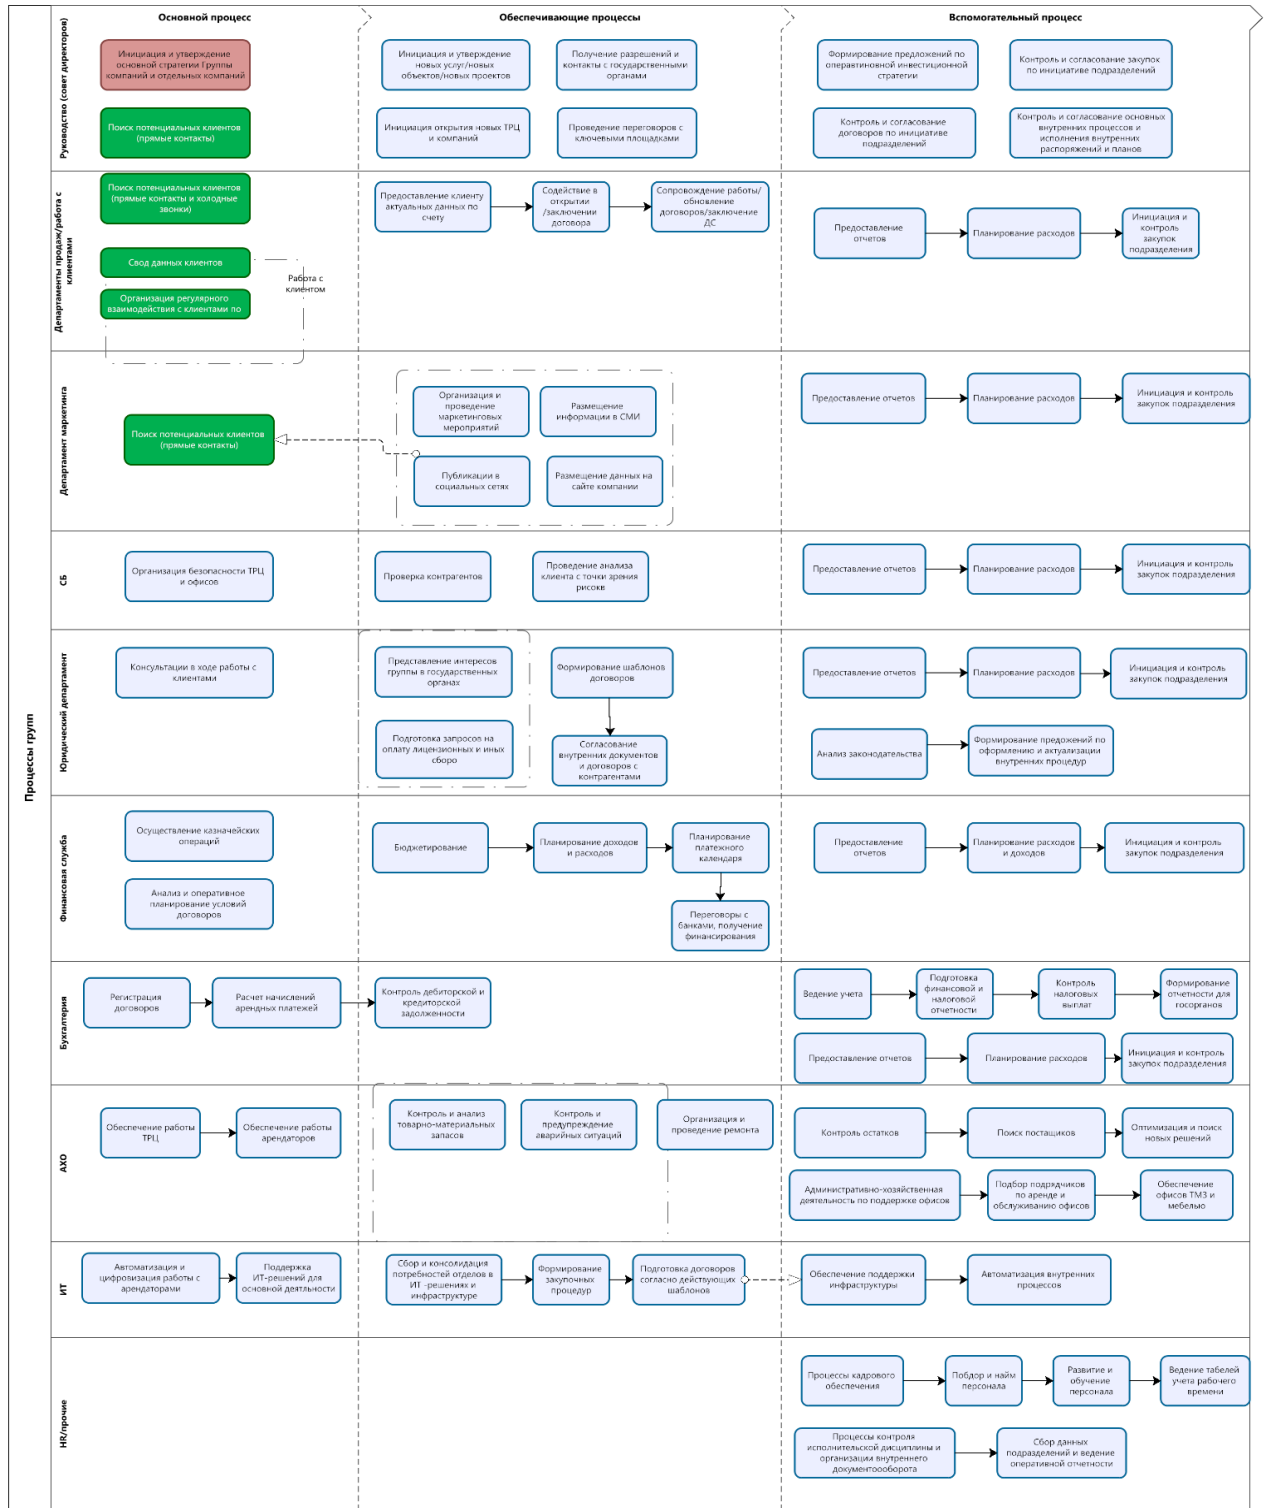 Основной процесс
Обеспечивающие процессы
Вспомогательный процесс
Процессы групп
Руководство (совет директоров)
Инициация и утверждение
основной стратегии Группы
компаний и отдельных компаний
Инициация и утверждение
новых услуг/новых
объектов/новых проектов
Получение разрешений и
контакты с государственными
органами
Формирование предложений по
операвтиновной инвестиционной
стратегии
Контроль и согласование закупок
по инициативе подразделений
Поиск потенциальных клиентов
(прямые контакты)
Инициация открытия новых ТРЦ
и компаний
Проведение переговоров с
ключевыми площадками
Контроль и согласование
договоров по инициативе
подразделений
Контроль и согласование основных
внутренних процессов и
исполнения внутренних
распоряжений и планов
Департаменты продаж/работа с
клиентами
Поиск потенциальных клиентов
(прямые контакты и холодные
звонки)
Свод данных клиентов
Организация регулярного
взаимодействия с клиентами по
Работа с
клиентом
Предоставление клиенту
актуальных данных по
счету
Содействие в
открытии
/заключении
договора
Сопровождение работы/
обновление
договоров/заключение
ДС
Предоставление
отчетов
Планирование расходов
Инициация и
контроль
закупок
подразделения
Департамент маркетинга
Поиск потенциальных клиентов
(прямые контакты)
Организация и
проведение
маркетинговых
мероприятий
Размещение
информации в СМИ
Публикации в
социальных сетях
Размещение данных на
сайте компании
Предоставление отчетов
Планирование расходов
Инициация и контроль
закупок подразделения
СБ
Организация безопасности ТРЦ
и офисов
Проверка контрагентов
Проведение анализа
клиента с точки зрения
рисокв
Предоставление отчетов
Планирование расходов
Инициация и контроль
закупок подразделения
Юридический департамент
Консультации в ходе работы с
клиентами
Представление интересов
группы в государственных
органах
Формирование шаблонов
договоров
Подготовка запросов на
оплату лицензионных и иных
сборо
Согласование
внутренних документов
и договоров с
контрагентами
Предоставление отчетов
Планирование расходов
Инициация и контроль
закупок подразделения
Анализ законодательства
Формирование предожений по
оформлению и актуализации
внутренних процедур
Финансовая служба
Осуществление казначейских
операций
Анализ и оперативное
планирование условий
договоров
Бюджетирование
Планирование доходов
и расходов
Планирование
платежного
календаря
Переговоры с
банками, получение
финансирования
Предоставление
отчетов
Планирование расходов
и доходов
Инициация и контроль
закупок подразделения
Бухгалтерия
Регистрация
договоров
Расчет начислений
арендных платежей
Контроль дебиторской и
кредиторской
задолженности
Ведение учета
Подготовка
финансовой и
налоговой
отчетности
Контроль
налоговых
выплат
Формирование
отчетности для
госорганов
Предоставление отчетов
Планирование расходов
Инициация и контроль
закупок подразделения
АХО
Обеспечение работы
ТРЦ
Обеспечение работы
арендаторов
Контроль и анализ
товарно-материальных
запасов
Контроль и
предупреждение
аварийных ситуаций
Организация и
проведение ремонта
Контроль остатков
Поиск постащиков
Оптимизация и поиск
новых решений
Административно-хозяйственная
деятельность по поддержке офисов
Подбор подрядчиков
по аренде и
обслуживанию офисов
Обеспечение
офисов ТМЗ и
мебелью
ИТ
Автоматизация и
цифровизация работы с
арендаторами
Поддержка
ИТ-решений для
основной деятльности
Сбор и консолидация
потребностей отделов в
ИТ -решениях и
инфраструктуре
Формирование
закупочных
процедур
Подготовка договоров
согласно действующих
шаблонов
Обеспечение поддержки
инфраструктуры
Автоматизация внутренних
процессов
HR/прочие
Процессы кадрового
обеспечения
Побдор и найм
персонала
Развитие и
обучение
персонала
Ведение табелей
учета рабочего
времени
Процессы контроля
исполнительской дисциплины и
организации внутреннего
документоооборота
Сбор данных
подразделений и ведение
оперативной отчетности